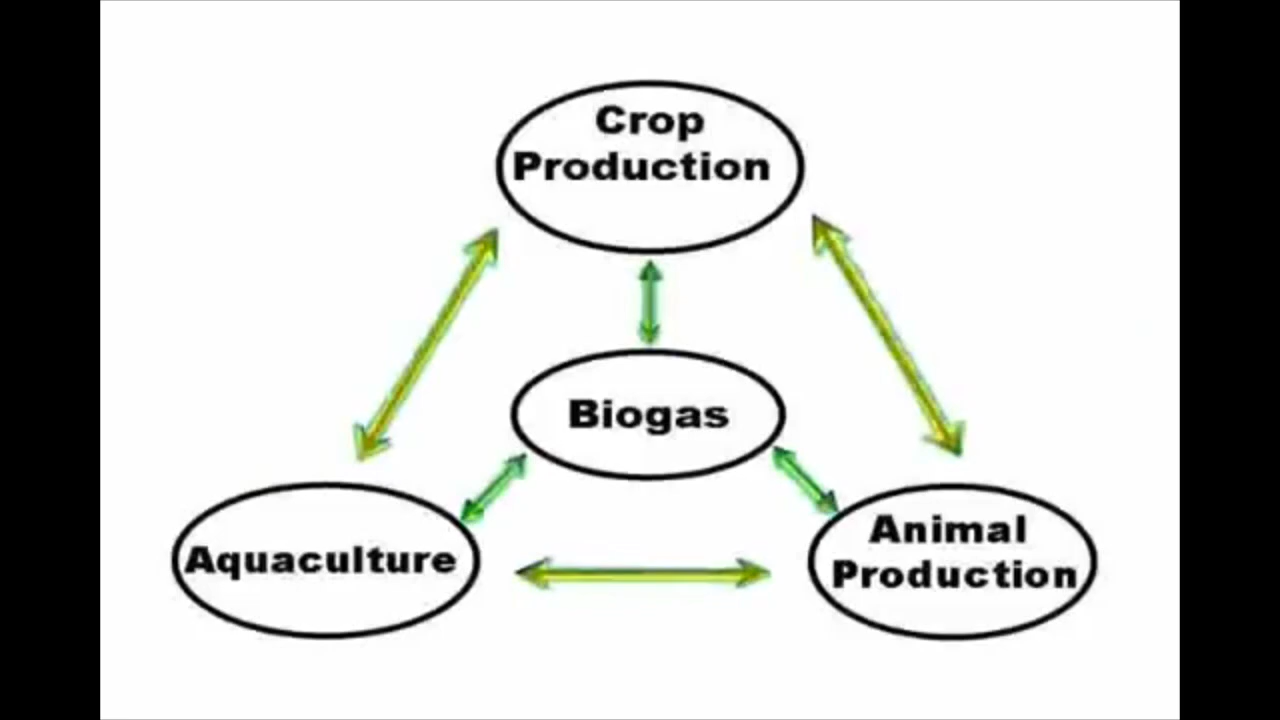 Crop
Production
Biogas
Aquaculture
Animal
Production